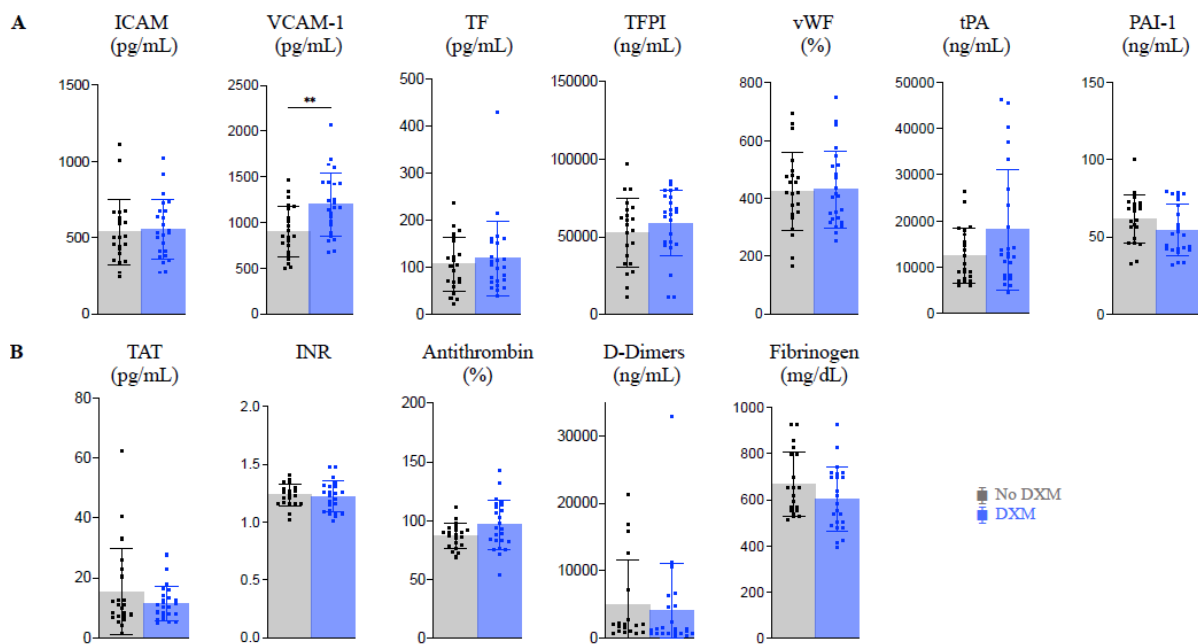 A
ICAM
(pg/mL)
1500
1000
500
0
VCAM-1
(pg/mL)
2500
2000
1500
1000
500
0
**
TF
(pg/mL)
500
400
300
200
100
0
TFPI
(ng/mL)
150000
100000
50000
0
vWF
(%)
800
600
400
200
0
tPA
(pg/mL)
50000
40000
30000
20000
10000
0
PAI-1
(ng/mL)
150
100
50
0
B
TAT
(pg/mL)
80
60
40
20
0
INR
2.0
1.5
1.0
0.5
0.0
Antithrombin
(%)
200
150
100
50
0
D-Dimers
(ng/mL)
30000
20000
10000
0
Fibrinogen
(mg/dL)
1000
800
600
400
200
0
No DXM
DXM